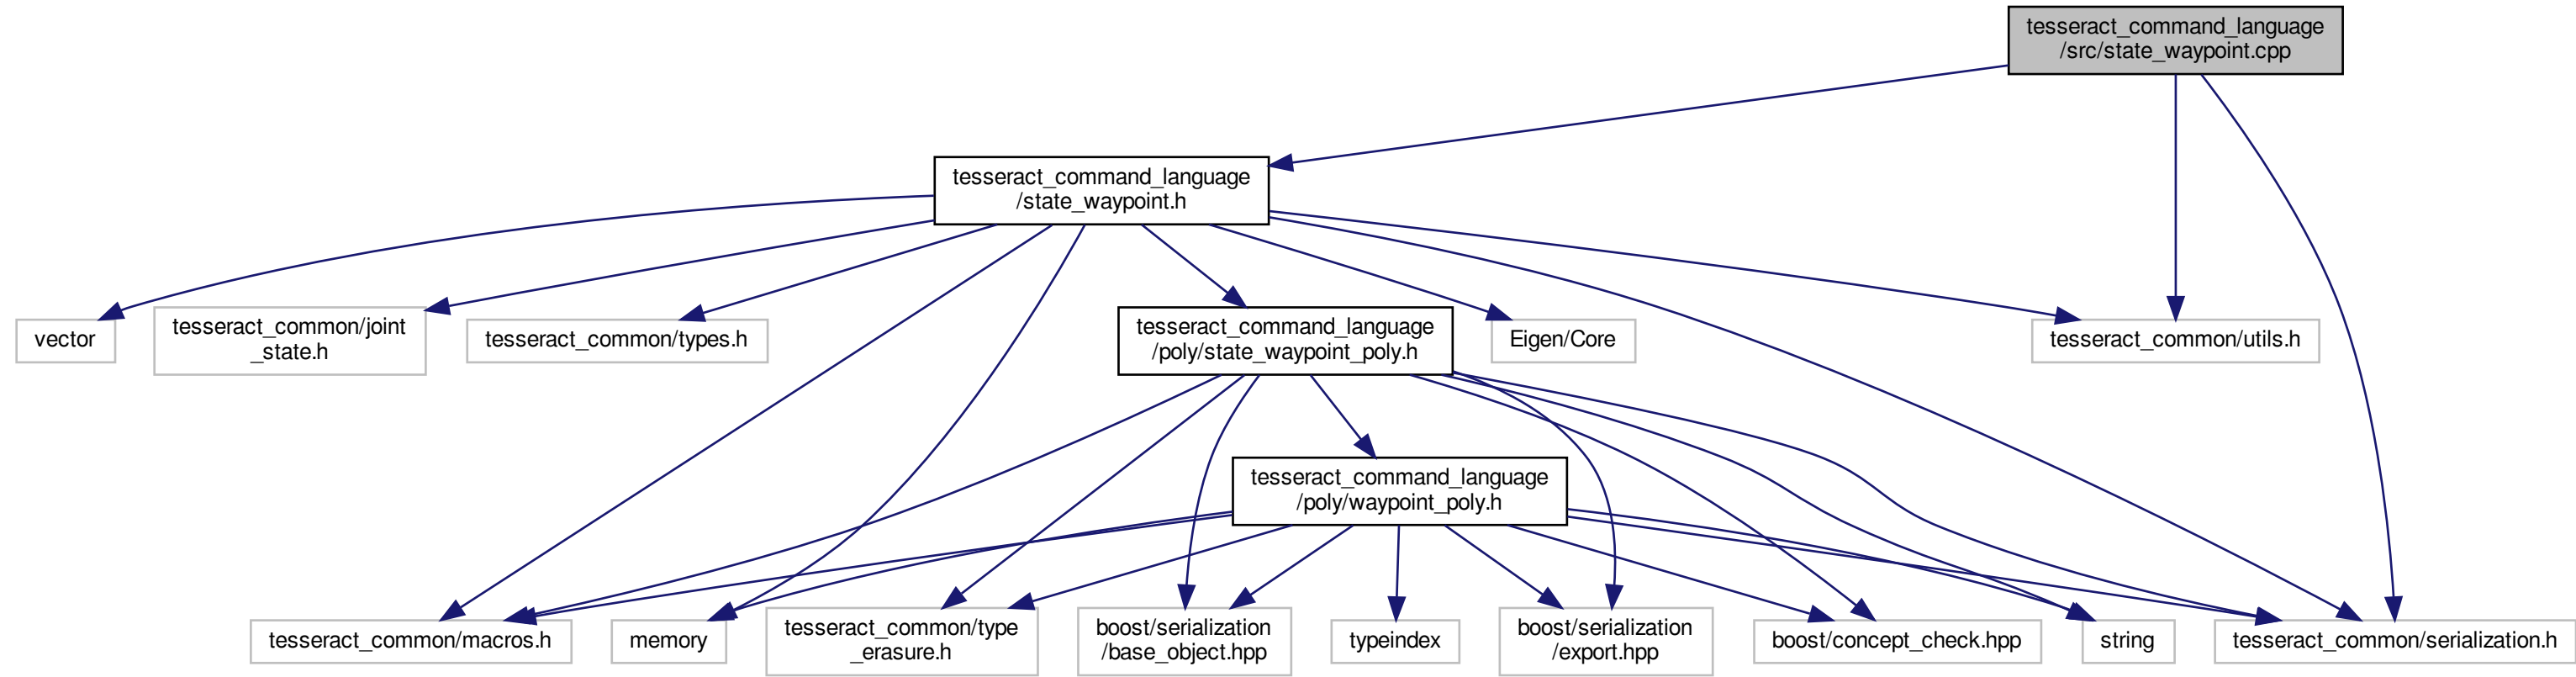 tesseract_command_language
/src/state_waypoint.cpp
tesseract_command_language
/state_waypoint.h
vector
tesseract_common/joint
_state.h
tesseract_common/types.h
tesseract_command_language
/poly/state_waypoint_poly.h
Eigen/Core
tesseract_common/utils.h
tesseract_command_language
/poly/waypoint_poly.h
tesseract_common/macros.h
memory
tesseract_common/type
_erasure.h
boost/serialization
/base_object.hpp
typeindex
boost/serialization
/export.hpp
boost/concept_check.hpp
string
tesseract_common/serialization.h